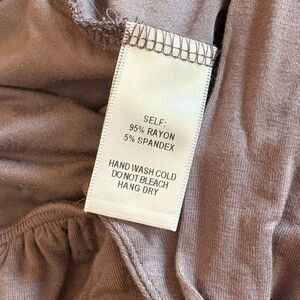 SELF:
95% RAYON
5% SPANDEX
HAND WASH COLD
DO NOT BLEACH
HANG DRY